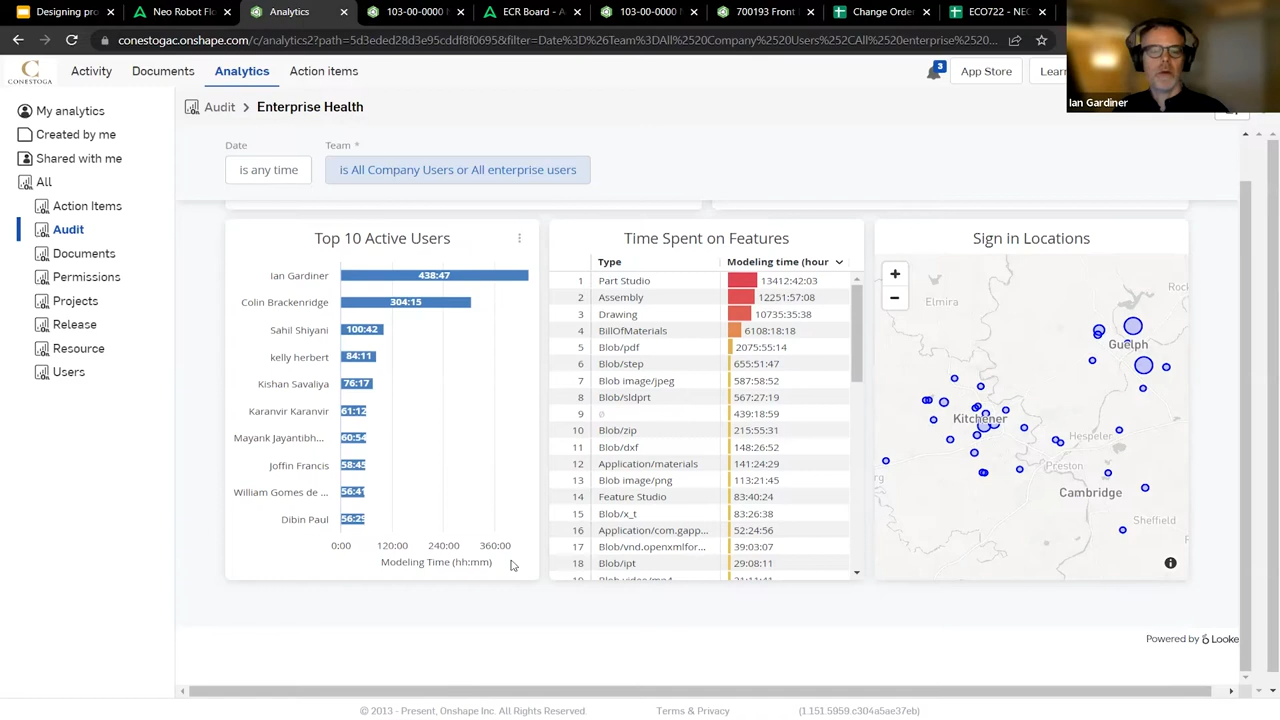 Designing pro
Neo Robot Fl
Analytics
103-00-0000
ECR Board - A
103-00-0000
700193 Front
Change Order
ECO722 - NEC
conestogac.onshape.com/c/analytics2?path=5d3eded28d3e95cddf8f0695&filter=Date%3D%26Team%3DAll%2520Company%2520Users%252CAll%2520enterprise%2520...
Ian Gardiner
CONESTOGA
Activity
Documents
Analytics
Action items
3
App Store
Lear
My analytics
Created by me
Shared with me
All
Action Items
Audit
Documents
Permissions
Projects
Release
Resource
Users
Audit > Enterprise Health
Date
Team *
is any time
is All Company Users or All enterprise users
Top 10 Active Users
Ian Gardiner 438:47
Colin Brackenridge 304:15
Sahil Shiyani 100:42
kelly herbert 84:11
Kishan Savaliya 76:17
Karanvir Karanvir 61:12
Mayank Jayantibh... 60:54
Joffin Francis 58:45
William Gomes de ... 56:41
Dibin Paul 56:25
0:00 120:00 240:00 360:00
Modeling Time (hh:mm)
Time Spent on Features
Type Modeling time (hour
1 Part Studio 13412:42:03
2 Assembly 12251:57:08
3 Drawing 10735:35:38
4 BillOfMaterials 6108:18:18
5 Blob/pdf 2075:55:14
6 Blob/step 655:51:47
7 Blob image/jpeg 587:58:52
8 Blob/sldprt 567:27:19
9 ∅ 439:18:59
10 Blob/zip 215:55:31
11 Blob/dxf 148:26:52
12 Application/materials 141:24:29
13 Blob image/png 113:21:45
14 Feature Studio 83:40:24
15 Blob/x_t 83:26:38
16 Application/com.gapp... 52:24:56
17 Blob/vnd.openxmlfor... 39:03:07
18 Blob/ipt 29:08:11
Sign in Locations
+
−
Elmira
Rock
Guelph
Kitchener
Hespeler
Preston
Cambridge
Sheffield
rg
Powered by Looke
© 2013 - Present, Onshape Inc. All Rights Reserved.
Terms & Privacy
(1.151.5959.c304a5ae37eb)